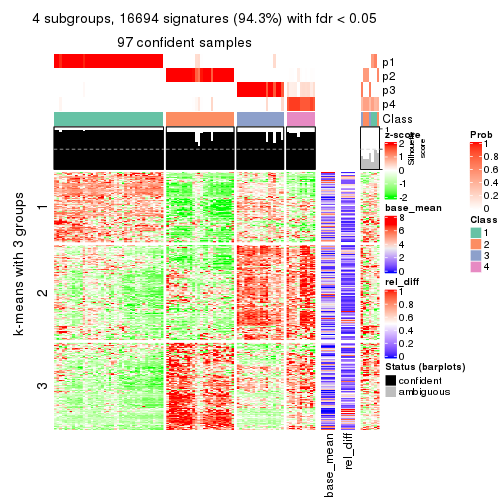 4 subgroups, 16694 signatures (94.3%) with fdr < 0.05
97 confident samples
p1
p2
p3
p4
Class
1
Silhouette
score
k-means with 3 groups
1
2
3
base_mean
rel_diff
z-score
2
1
0
-1
-2
base_mean
8
6
4
2
0
rel_diff
1
0.8
0.6
0.4
0.2
0
Status (barplots)
confident
ambiguous
Prob
1
0.8
0.6
0.4
0.2
0
Class
1
2
3
4